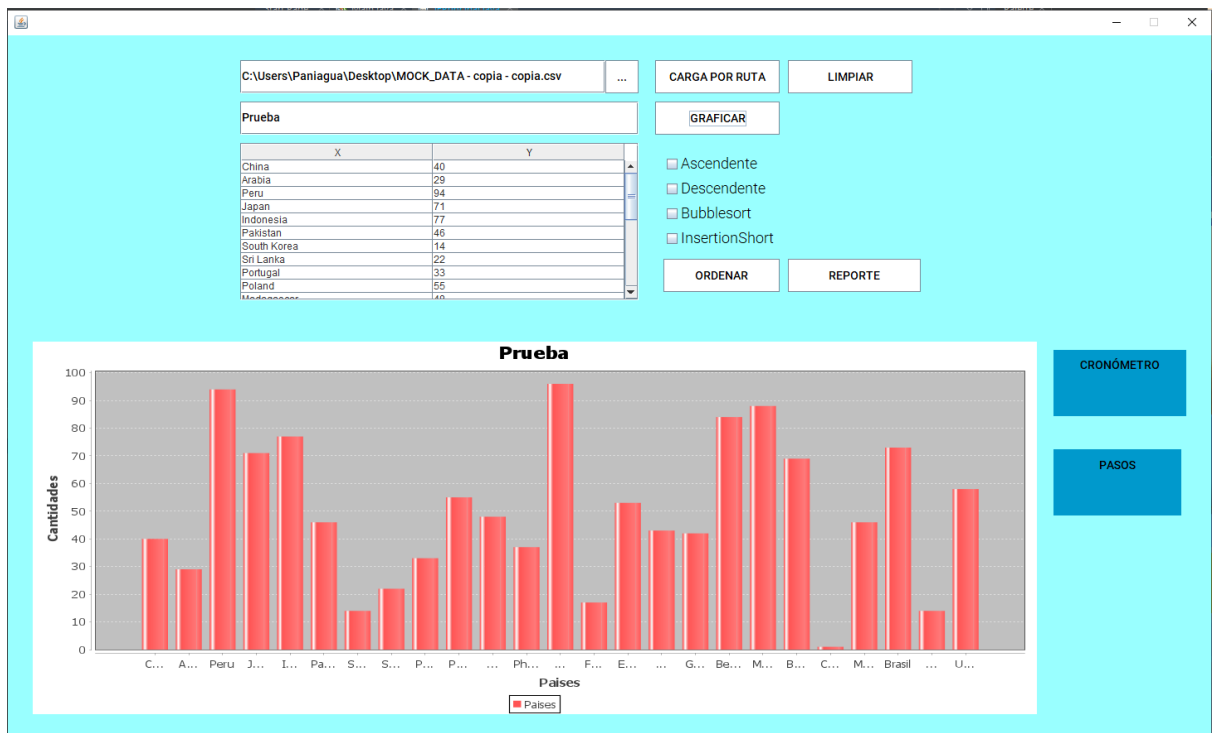 C:\Users\Paniagua\Desktop\MOCK_DATA - copia - copia.csv
...
CARGA POR RUTA
LIMPIAR
Prueba
GRAFICAR
X Y
China 40
Arabia 29
Peru 94
Japan 71
Indonesia 77
Pakistan 46
South Korea 14
Sri Lanka 22
Portugal 33
Poland 55
Ascendente
Descendente
Bubblesort
InsertionShort
ORDENAR
REPORTE
Prueba
100
90
80
70
60
50
40
30
20
10
0
Cantidades
C... A... Peru J... I... Pa... S... S... P... P... ... Ph... ... F... E... ... G... Be... M... B... C... M... Brasil ... U...
Paises
Paises
CRONÓMETRO
PASOS